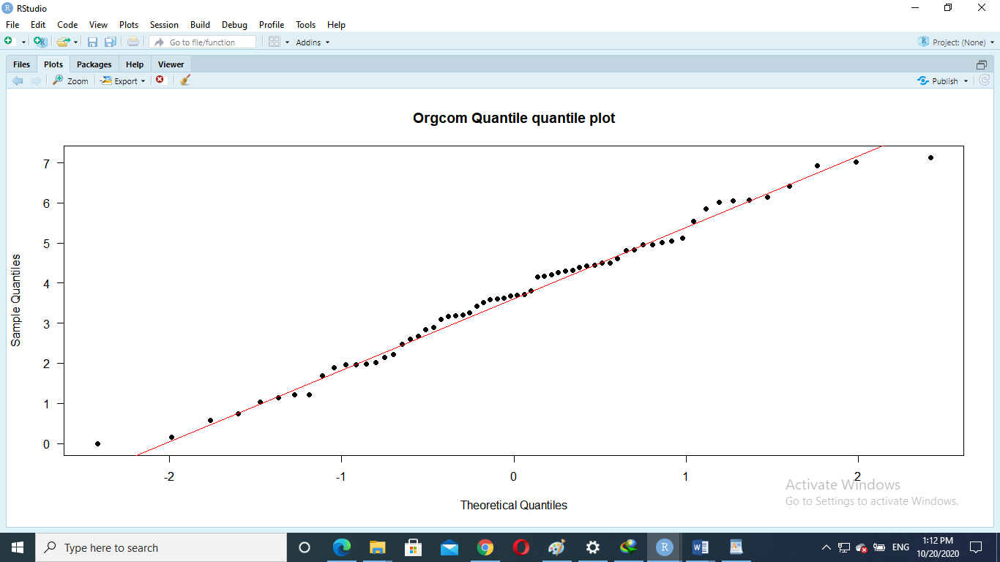 RStudio
File Edit Code View Plots Session Build Debug Profile Tools Help
Go to file/function Addins Project: (None)
Files Plots Packages Help Viewer
Zoom Export Publish
Orgcom Quantile quantile plot
7
6
5
4
3
2
1
0
Sample Quantiles
-2 -1 0 1 2
Theoretical Quantiles
Activate Windows
Go to Settings to activate Windows.
Type here to search
ENG
1:12 PM
10/20/2020